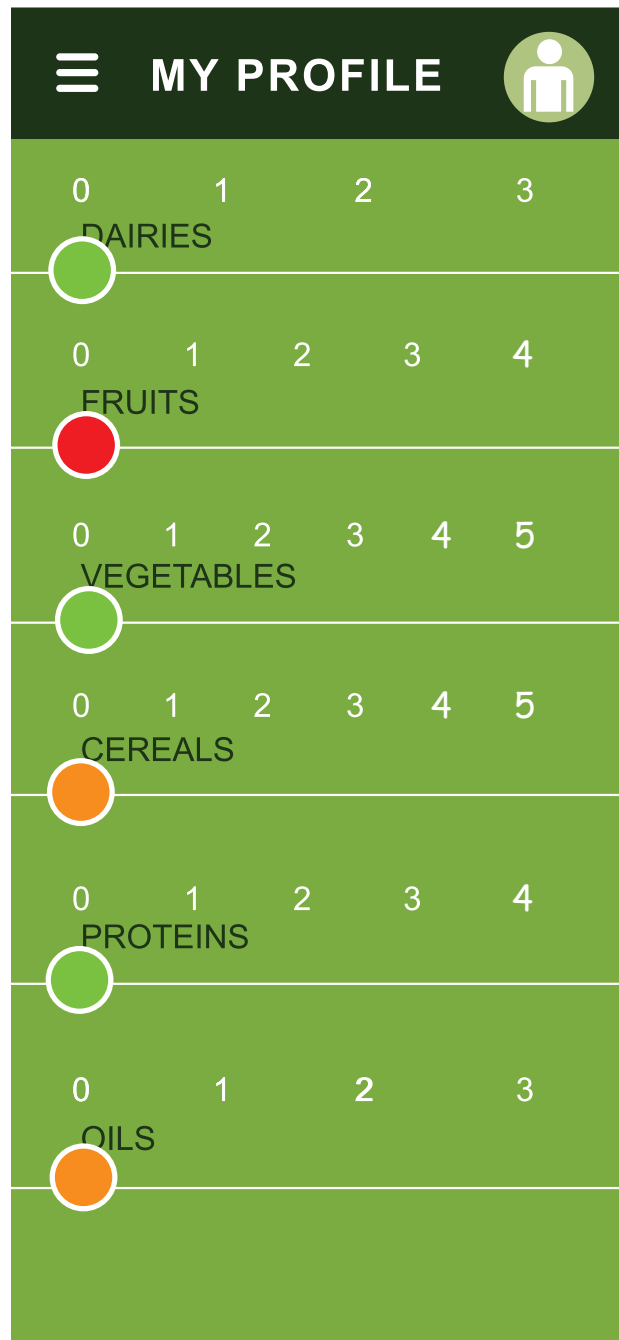 MY PROFILE
0 1 2 3
DAIRIES
0 1 2 3 4
FRUITS
0 1 2 3 4 5
VEGETABLES
0 1 2 3 4 5
CEREALS
0 1 2 3 4
PROTEINS
0 1 2 3
OILS